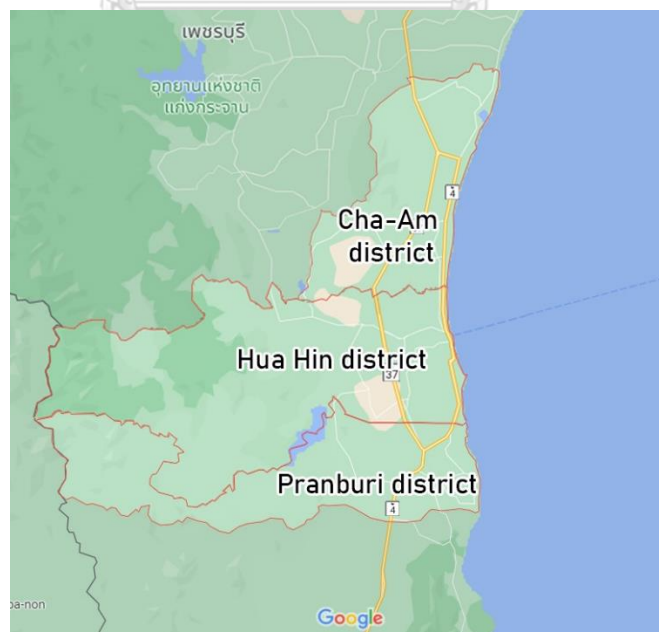 เพชรบุรี
อุทยานแห่งชาติ
แก่งกระจาน
4
Cha-Am
district
Hua Hin district
37
Pranburi district
4
oa-non
Google